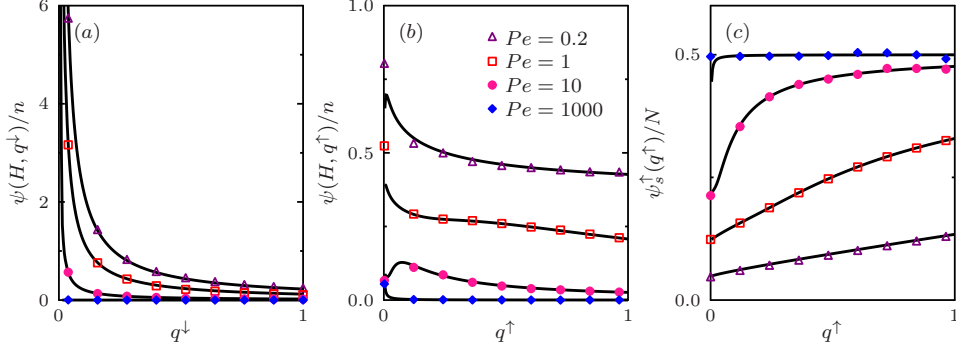 (a)
ψ(H, q↓)/n
6
4
2
0
0
1
q↓
(b)
ψ(H, q↑)/n
1.0
0.5
0.0
0
1
q↑
Pe = 0.2
Pe = 1
Pe = 10
Pe = 1000
(c)
ψs↑(q↑)/N
0.5
0.0
0
1
q↑